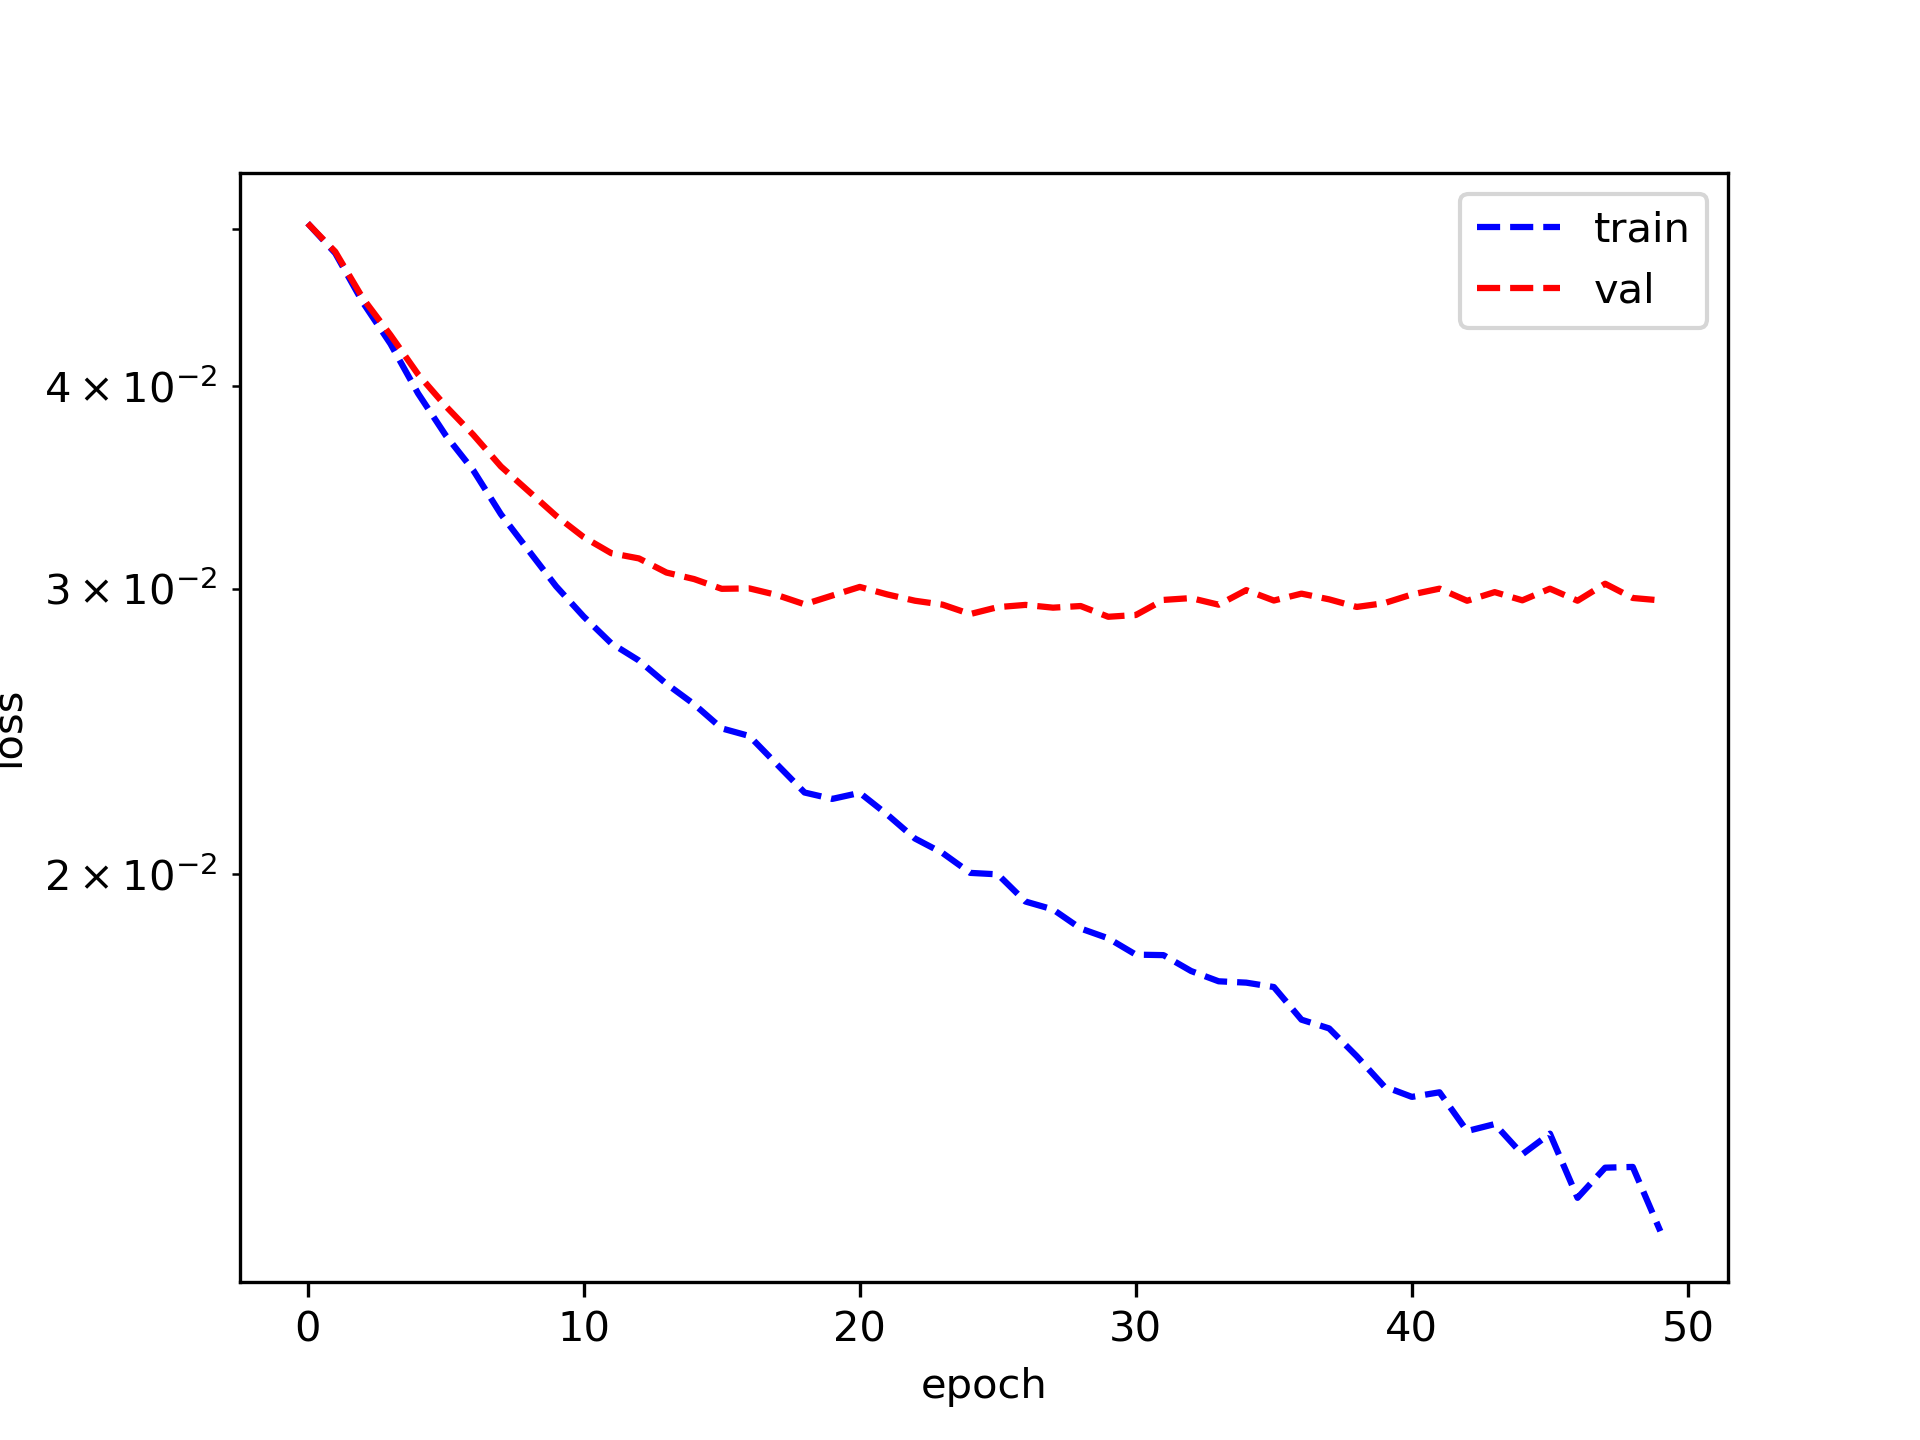 train
val
4 × 10⁻²
3 × 10⁻²
2 × 10⁻²
loss
0 10 20 30 40 50
epoch